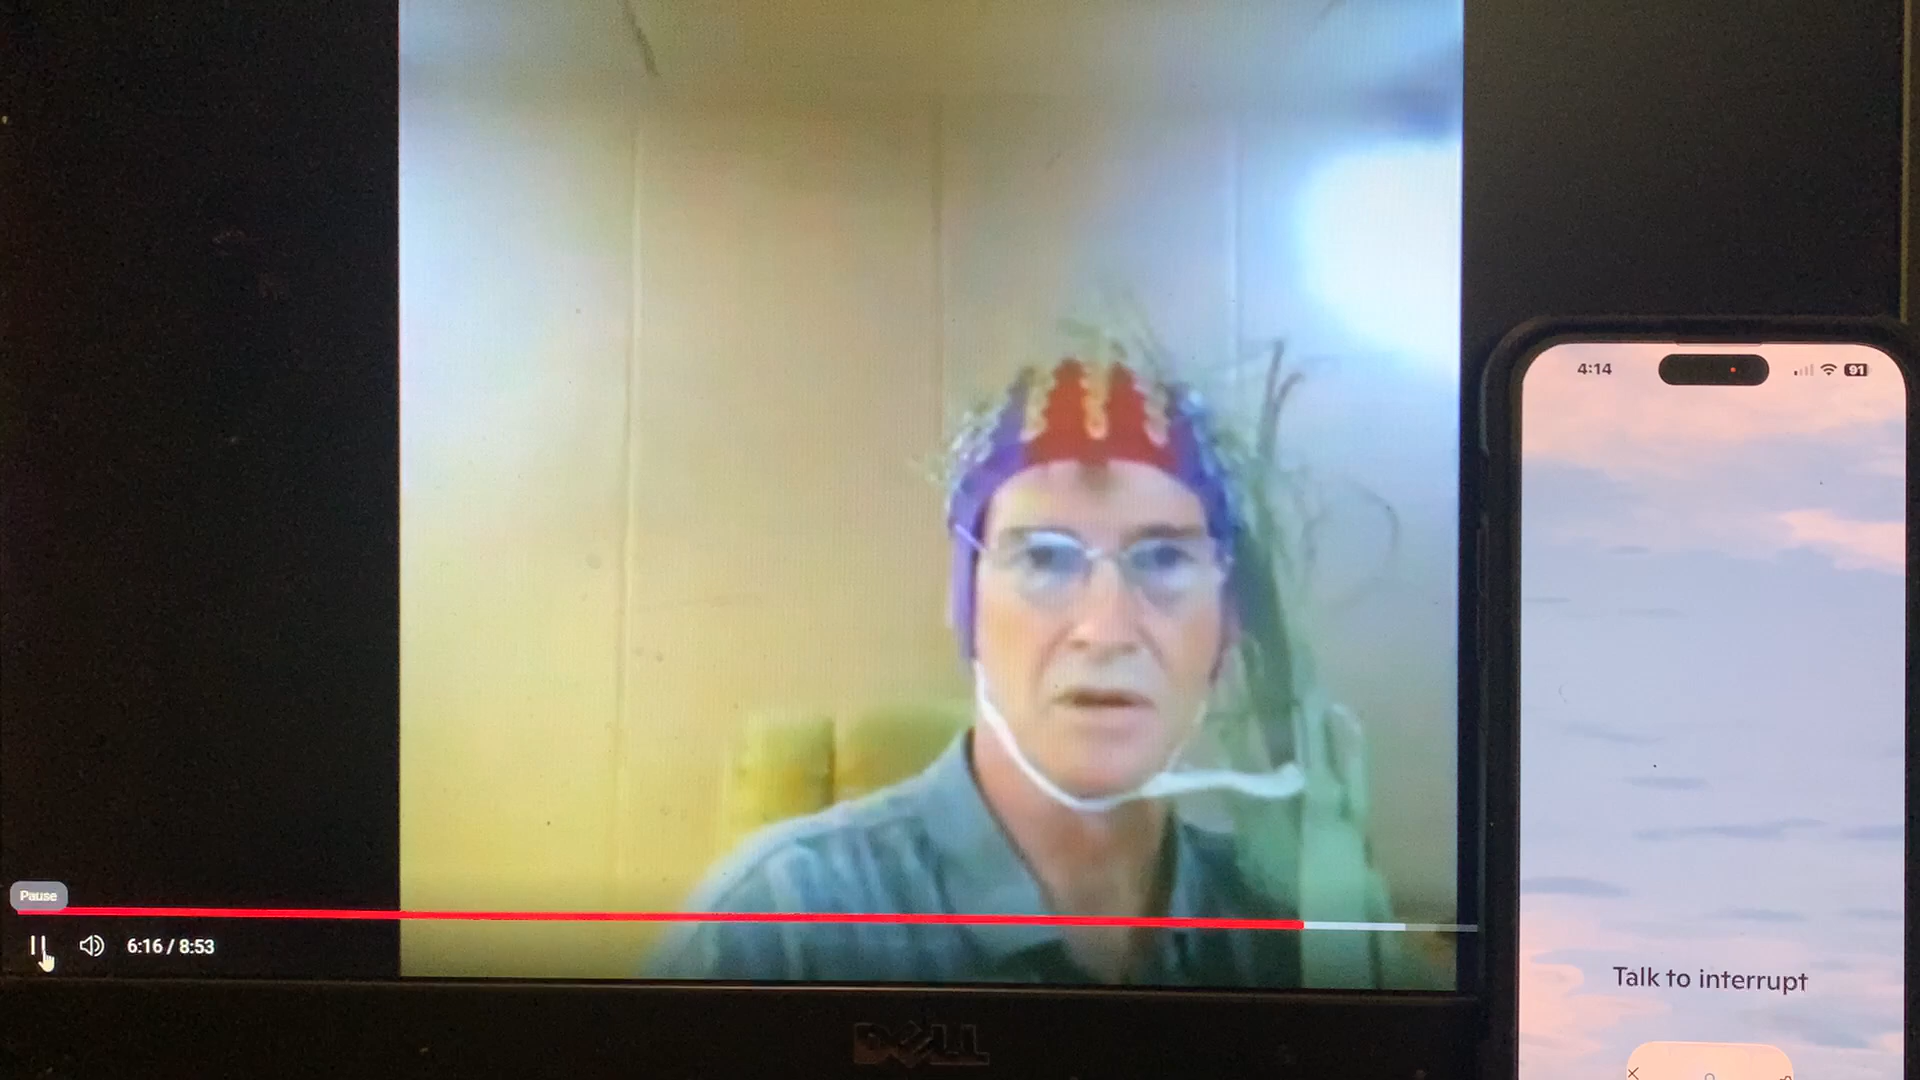 Pause
6:16 / 8:53
DELL
4:14
91
Talk to interrupt